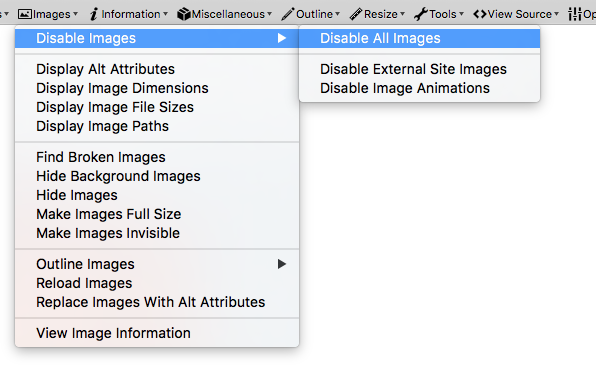 Images Information Miscellaneous Outline Resize Tools View Source
Disable Images
Disable All Images
Display Alt Attributes
Disable External Site Images
Display Image Dimensions
Disable Image Animations
Display Image File Sizes
Display Image Paths
Find Broken Images
Hide Background Images
Hide Images
Make Images Full Size
Make Images Invisible
Outline Images
Reload Images
Replace Images With Alt Attributes
View Image Information